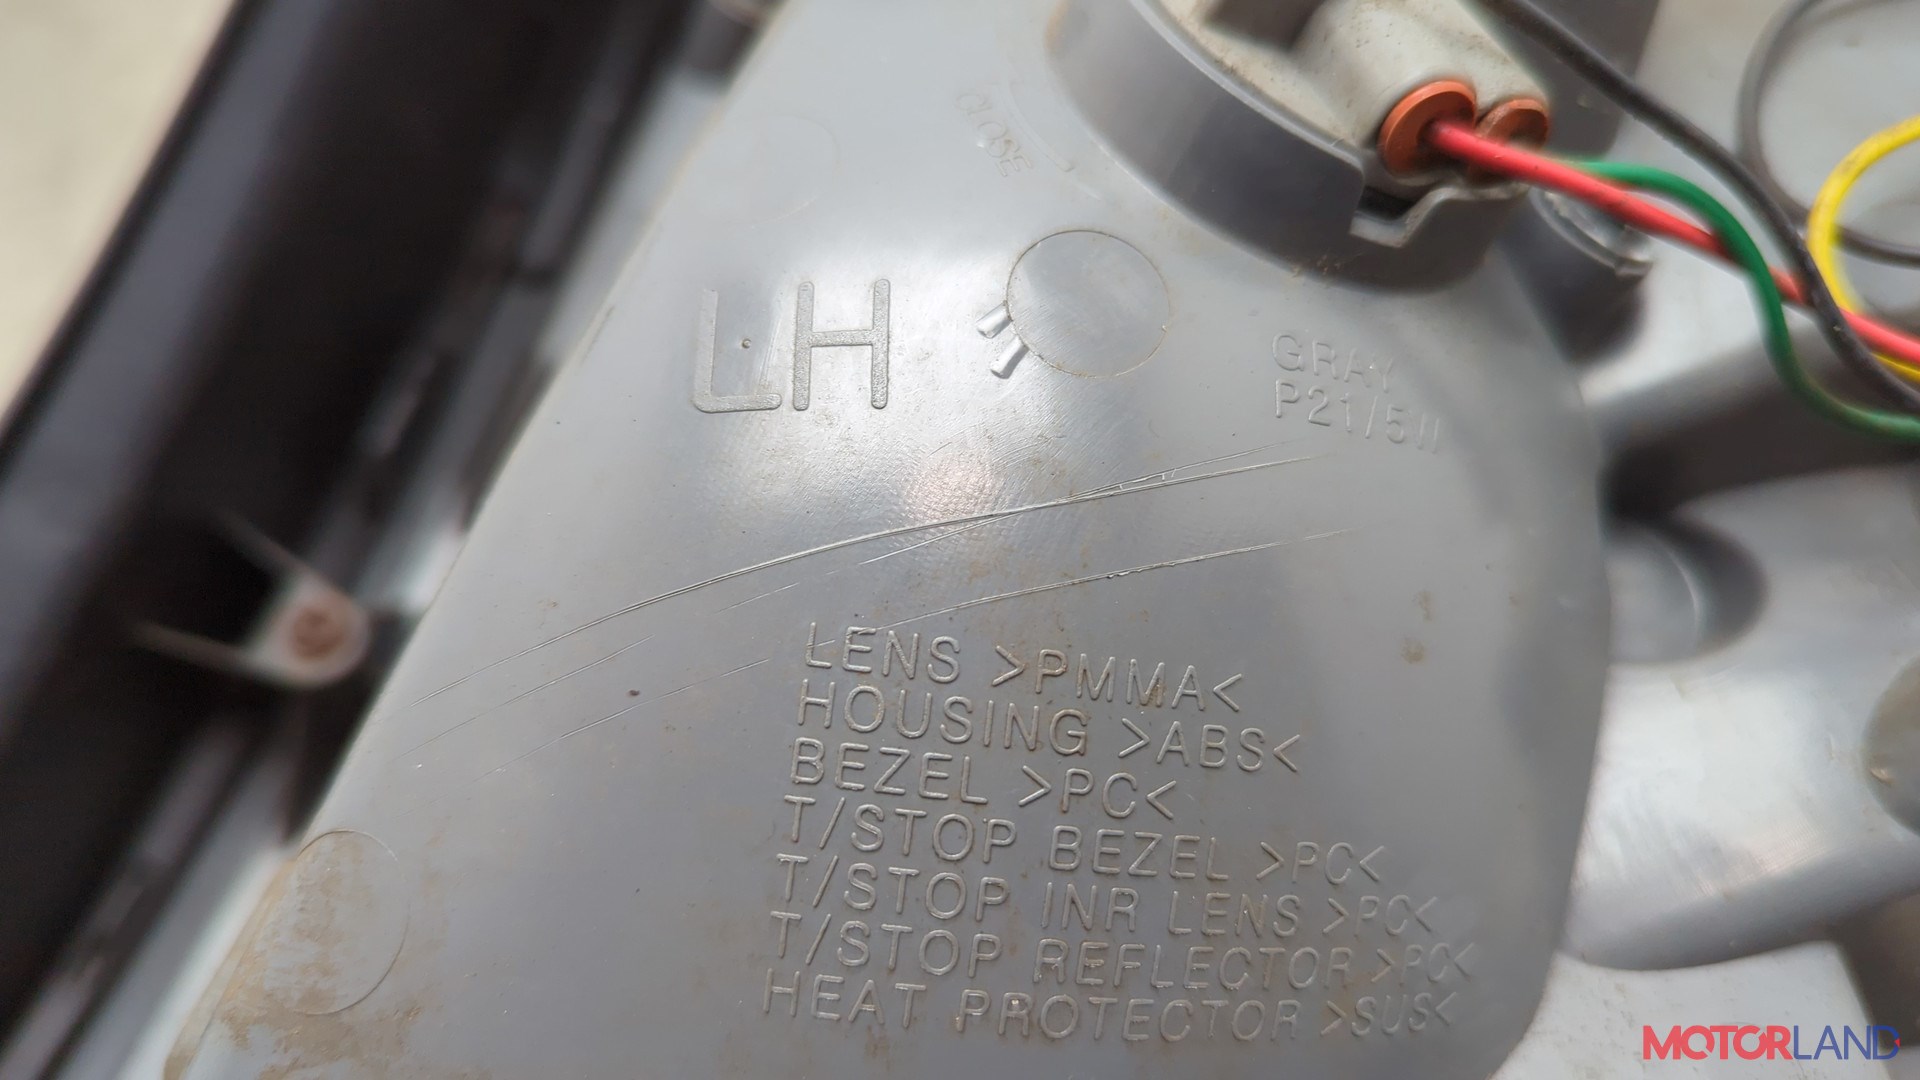 CLOSE
LH
GRAY
P21/5W
LENS >PMMA<
HOUSING >ABS<
BEZEL >PC<
T/STOP BEZEL >PC<
T/STOP INR LENS >PC<
T/STOP REFLECTOR >PC<
HEAT PROTECTOR >SUS<
MOTORLAND